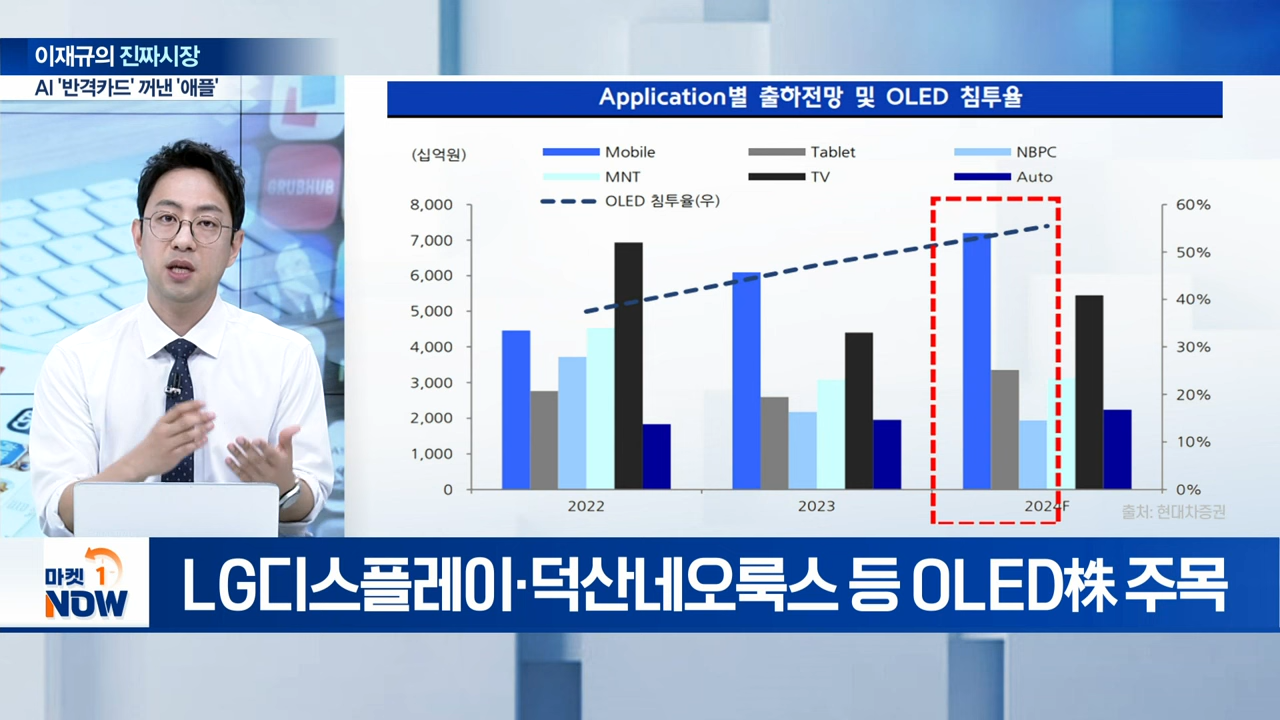 이재규의 진짜시장
AI '반격카드' 꺼낸 '애플'
GRUBHUB
Application별 출하전망 및 OLED 침투율
(십억원)
Mobile
Tablet
NBPC
MNT
TV
Auto
OLED 침투율(우)
8,000
7,000
6,000
5,000
4,000
3,000
2,000
1,000
0
60%
50%
40%
30%
20%
10%
0%
2022
2023
2024F
출처: 현대차증권
마켓 1
NOW
LG디스플레이·덕산네오룩스 등 OLED株 주목